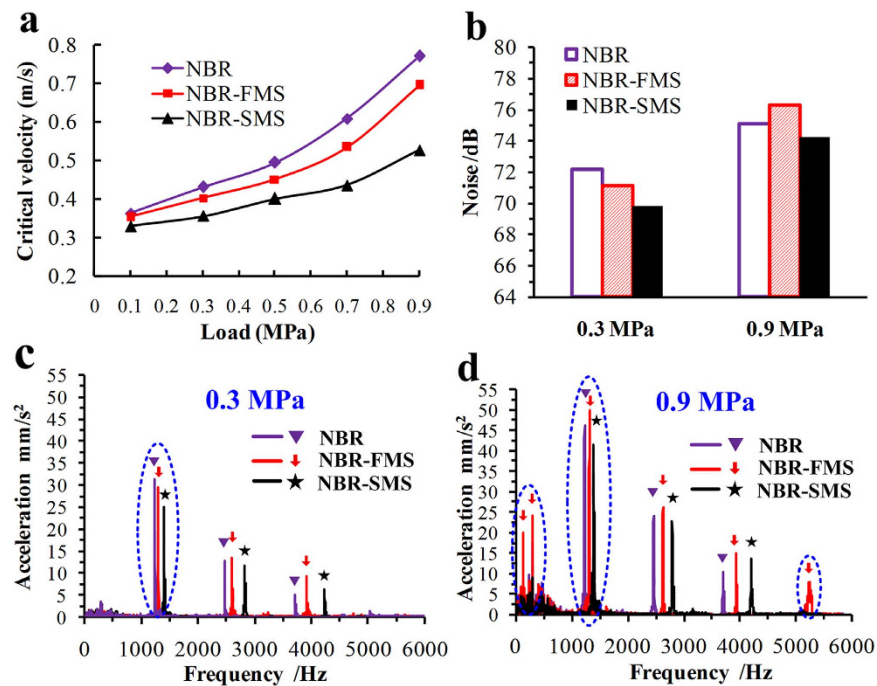 a
Critical velocity (m/s)
0.8
0.7
0.6
0.5
0.4
0.3
0.2
NBR
NBR-FMS
NBR-SMS
0 0.1 0.2 0.3 0.4 0.5 0.6 0.7 0.8 0.9
Load (MPa)
b
Noise /dB
80
78
76
74
72
70
68
66
64
NBR
NBR-FMS
NBR-SMS
0.3 MPa 0.9 MPa
c
Acceleration mm/s²
55
50
45
40
35
30
25
20
15
10
5
0
0.3 MPa
NBR
NBR-FMS
NBR-SMS
0 1000 2000 3000 4000 5000 6000
Frequency /Hz
d
Acceleration mm/s²
55
50
45
40
35
30
25
20
15
10
5
0
0.9 MPa
NBR
NBR-FMS
NBR-SMS
0 1000 2000 3000 4000 5000 6000
Frequency /Hz